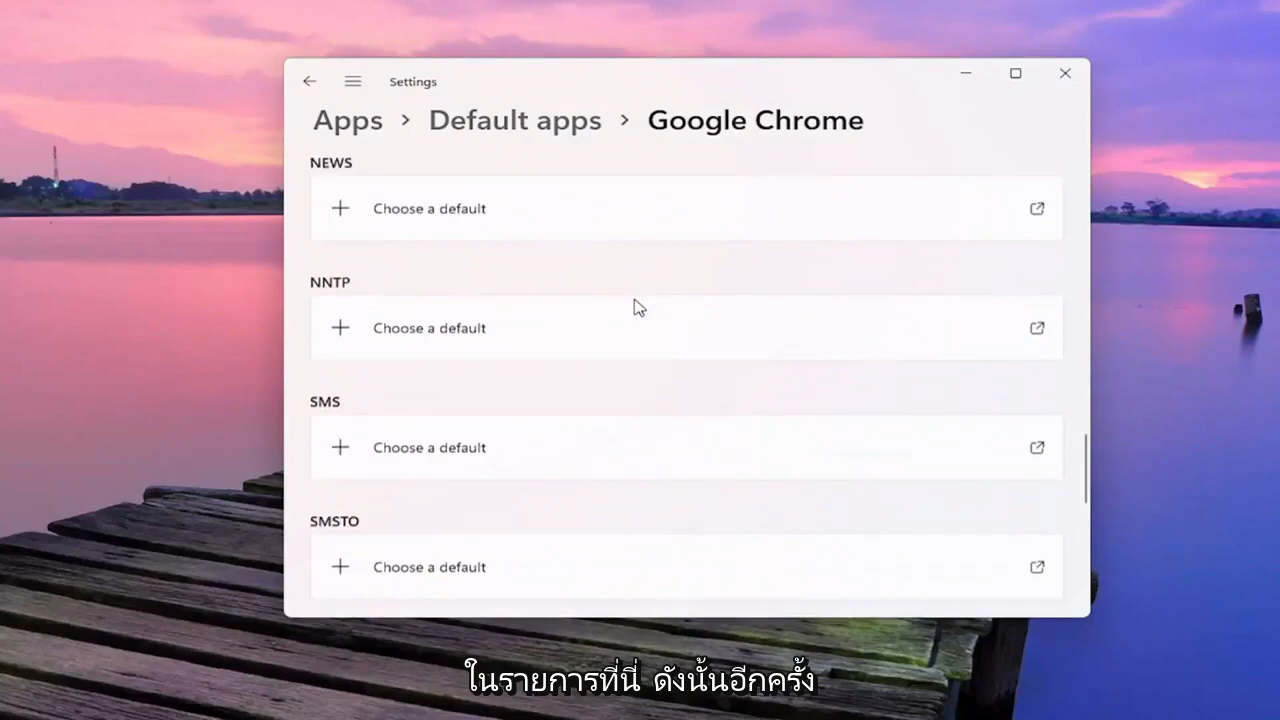 Settings
Apps > Default apps > Google Chrome
NEWS
Choose a default
NNTP
Choose a default
SMS
Choose a default
SMSTO
Choose a default
ในรายการที่นี่ ดังนั้นอีกครั้ง